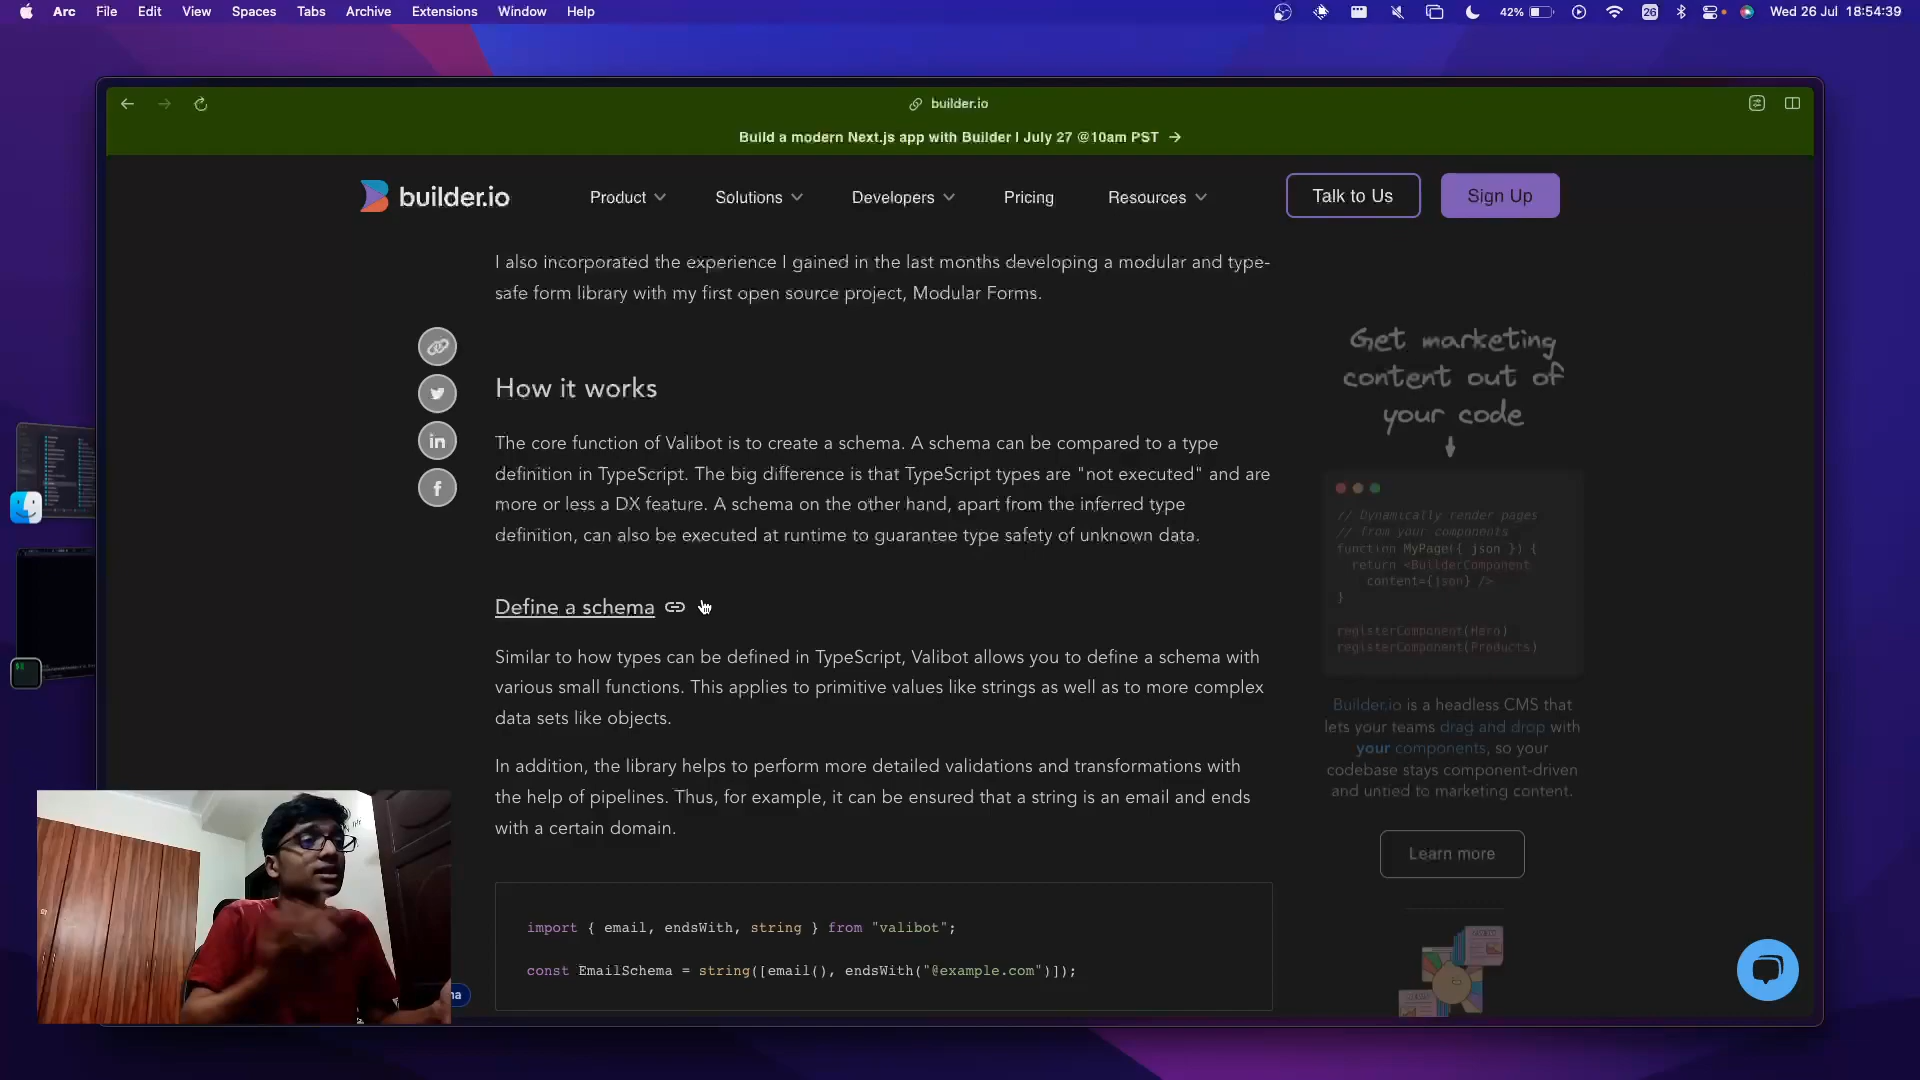 Arc File Edit View Spaces Tabs Archive Extensions Window Help
42% 26 Wed 26 Jul 18:54:39
builder.io
Build a modern Next.js app with Builder | July 27 @10am PST →
builder.io Product Solutions Developers Pricing Resources Talk to Us Sign Up
I also incorporated the experience I gained in the last months developing a modular and type-
safe form library with my first open source project, Modular Forms.
How it works
The core function of Valibot is to create a schema. A schema can be compared to a type
definition in TypeScript. The big difference is that TypeScript types are "not executed" and are
more or less a DX feature. A schema on the other hand, apart from the inferred type
definition, can also be executed at runtime to guarantee type safety of unknown data.
Define a schema
Similar to how types can be defined in TypeScript, Valibot allows you to define a schema with
various small functions. This applies to primitive values like strings as well as to more complex
data sets like objects.
In addition, the library helps to perform more detailed validations and transformations with
the help of pipelines. Thus, for example, it can be ensured that a string is an email and ends
with a certain domain.
import { email, endsWith, string } from "valibot";
const EmailSchema = string([email(), endsWith("@example.com")]);
Get marketing
content out of
your code
// Dynamically render pages
// from your components
function MyPage({ json }) {
return <BuilderComponent
content={json} />
}
registerComponent(Hero)
registerComponent(Products)
Builder.io is a headless CMS that
lets your teams drag and drop with
your components, so your
codebase stays component-driven
and untied to marketing content.
Learn more